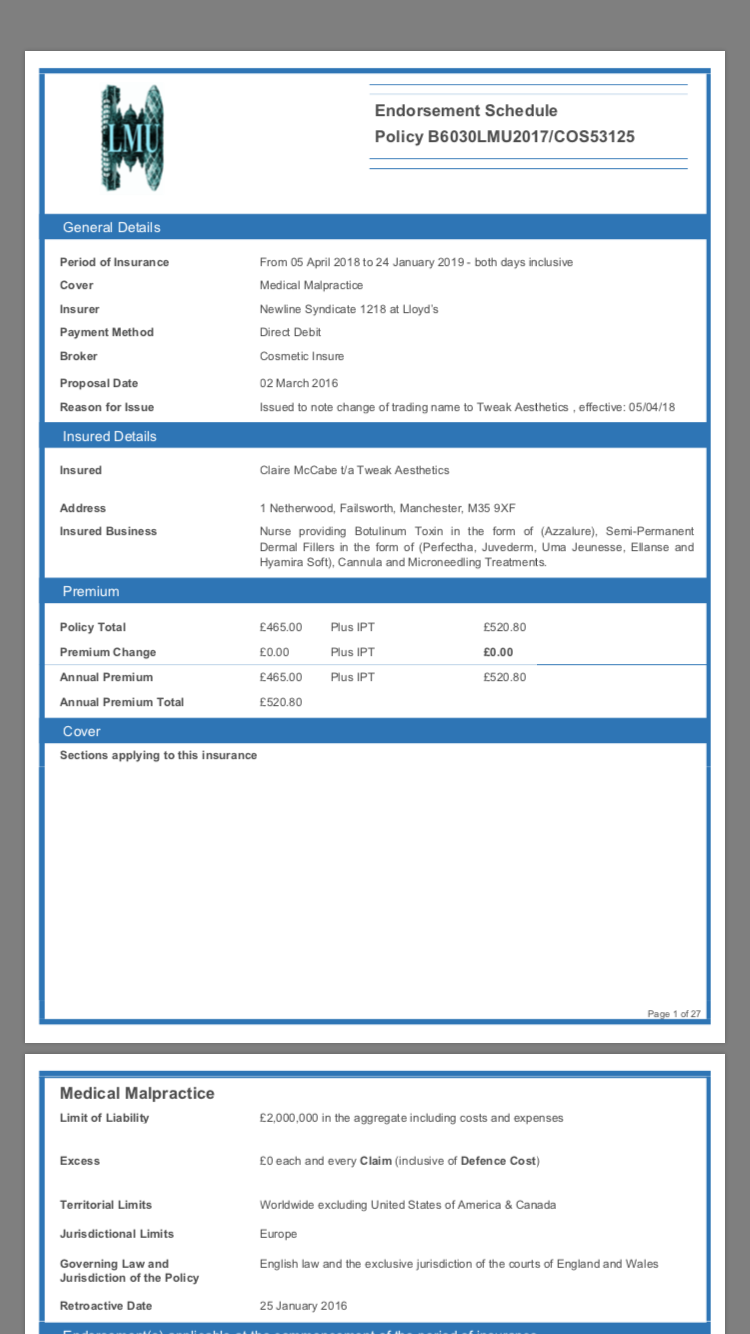 LMU
Endorsement Schedule
Policy B6030LMU2017/COS53125
General Details
Period of Insurance From 05 April 2018 to 24 January 2019 - both days inclusive
Cover Medical Malpractice
Insurer Newline Syndicate 1218 at Lloyd's
Payment Method Direct Debit
Broker Cosmetic Insure
Proposal Date 02 March 2016
Reason for Issue Issued to note change of trading name to Tweak Aesthetics , effective: 05/04/18
Insured Details
Insured Claire McCabe t/a Tweak Aesthetics
Address 1 Netherwood, Failsworth, Manchester, M35 9XF
Insured Business Nurse providing Botulinum Toxin in the form of (Azzalure), Semi-Permanent
Dermal Fillers in the form of (Perfectha, Juvederm, Uma Jeunesse, Ellanse and
Hyamira Soft), Cannula and Microneedling Treatments.
Premium
Policy Total £465.00 Plus IPT £520.80
Premium Change £0.00 Plus IPT £0.00
Annual Premium £465.00 Plus IPT £520.80
Annual Premium Total £520.80
Cover
Sections applying to this insurance
Page 1 of 27
Medical Malpractice
Limit of Liability £2,000,000 in the aggregate including costs and expenses
Excess £0 each and every Claim (inclusive of Defence Cost)
Territorial Limits Worldwide excluding United States of America & Canada
Jurisdictional Limits Europe
Governing Law and English law and the exclusive jurisdiction of the courts of England and Wales
Jurisdiction of the Policy
Retroactive Date 25 January 2016
Endorsement(s) applicable at the commencement of the period of insurance